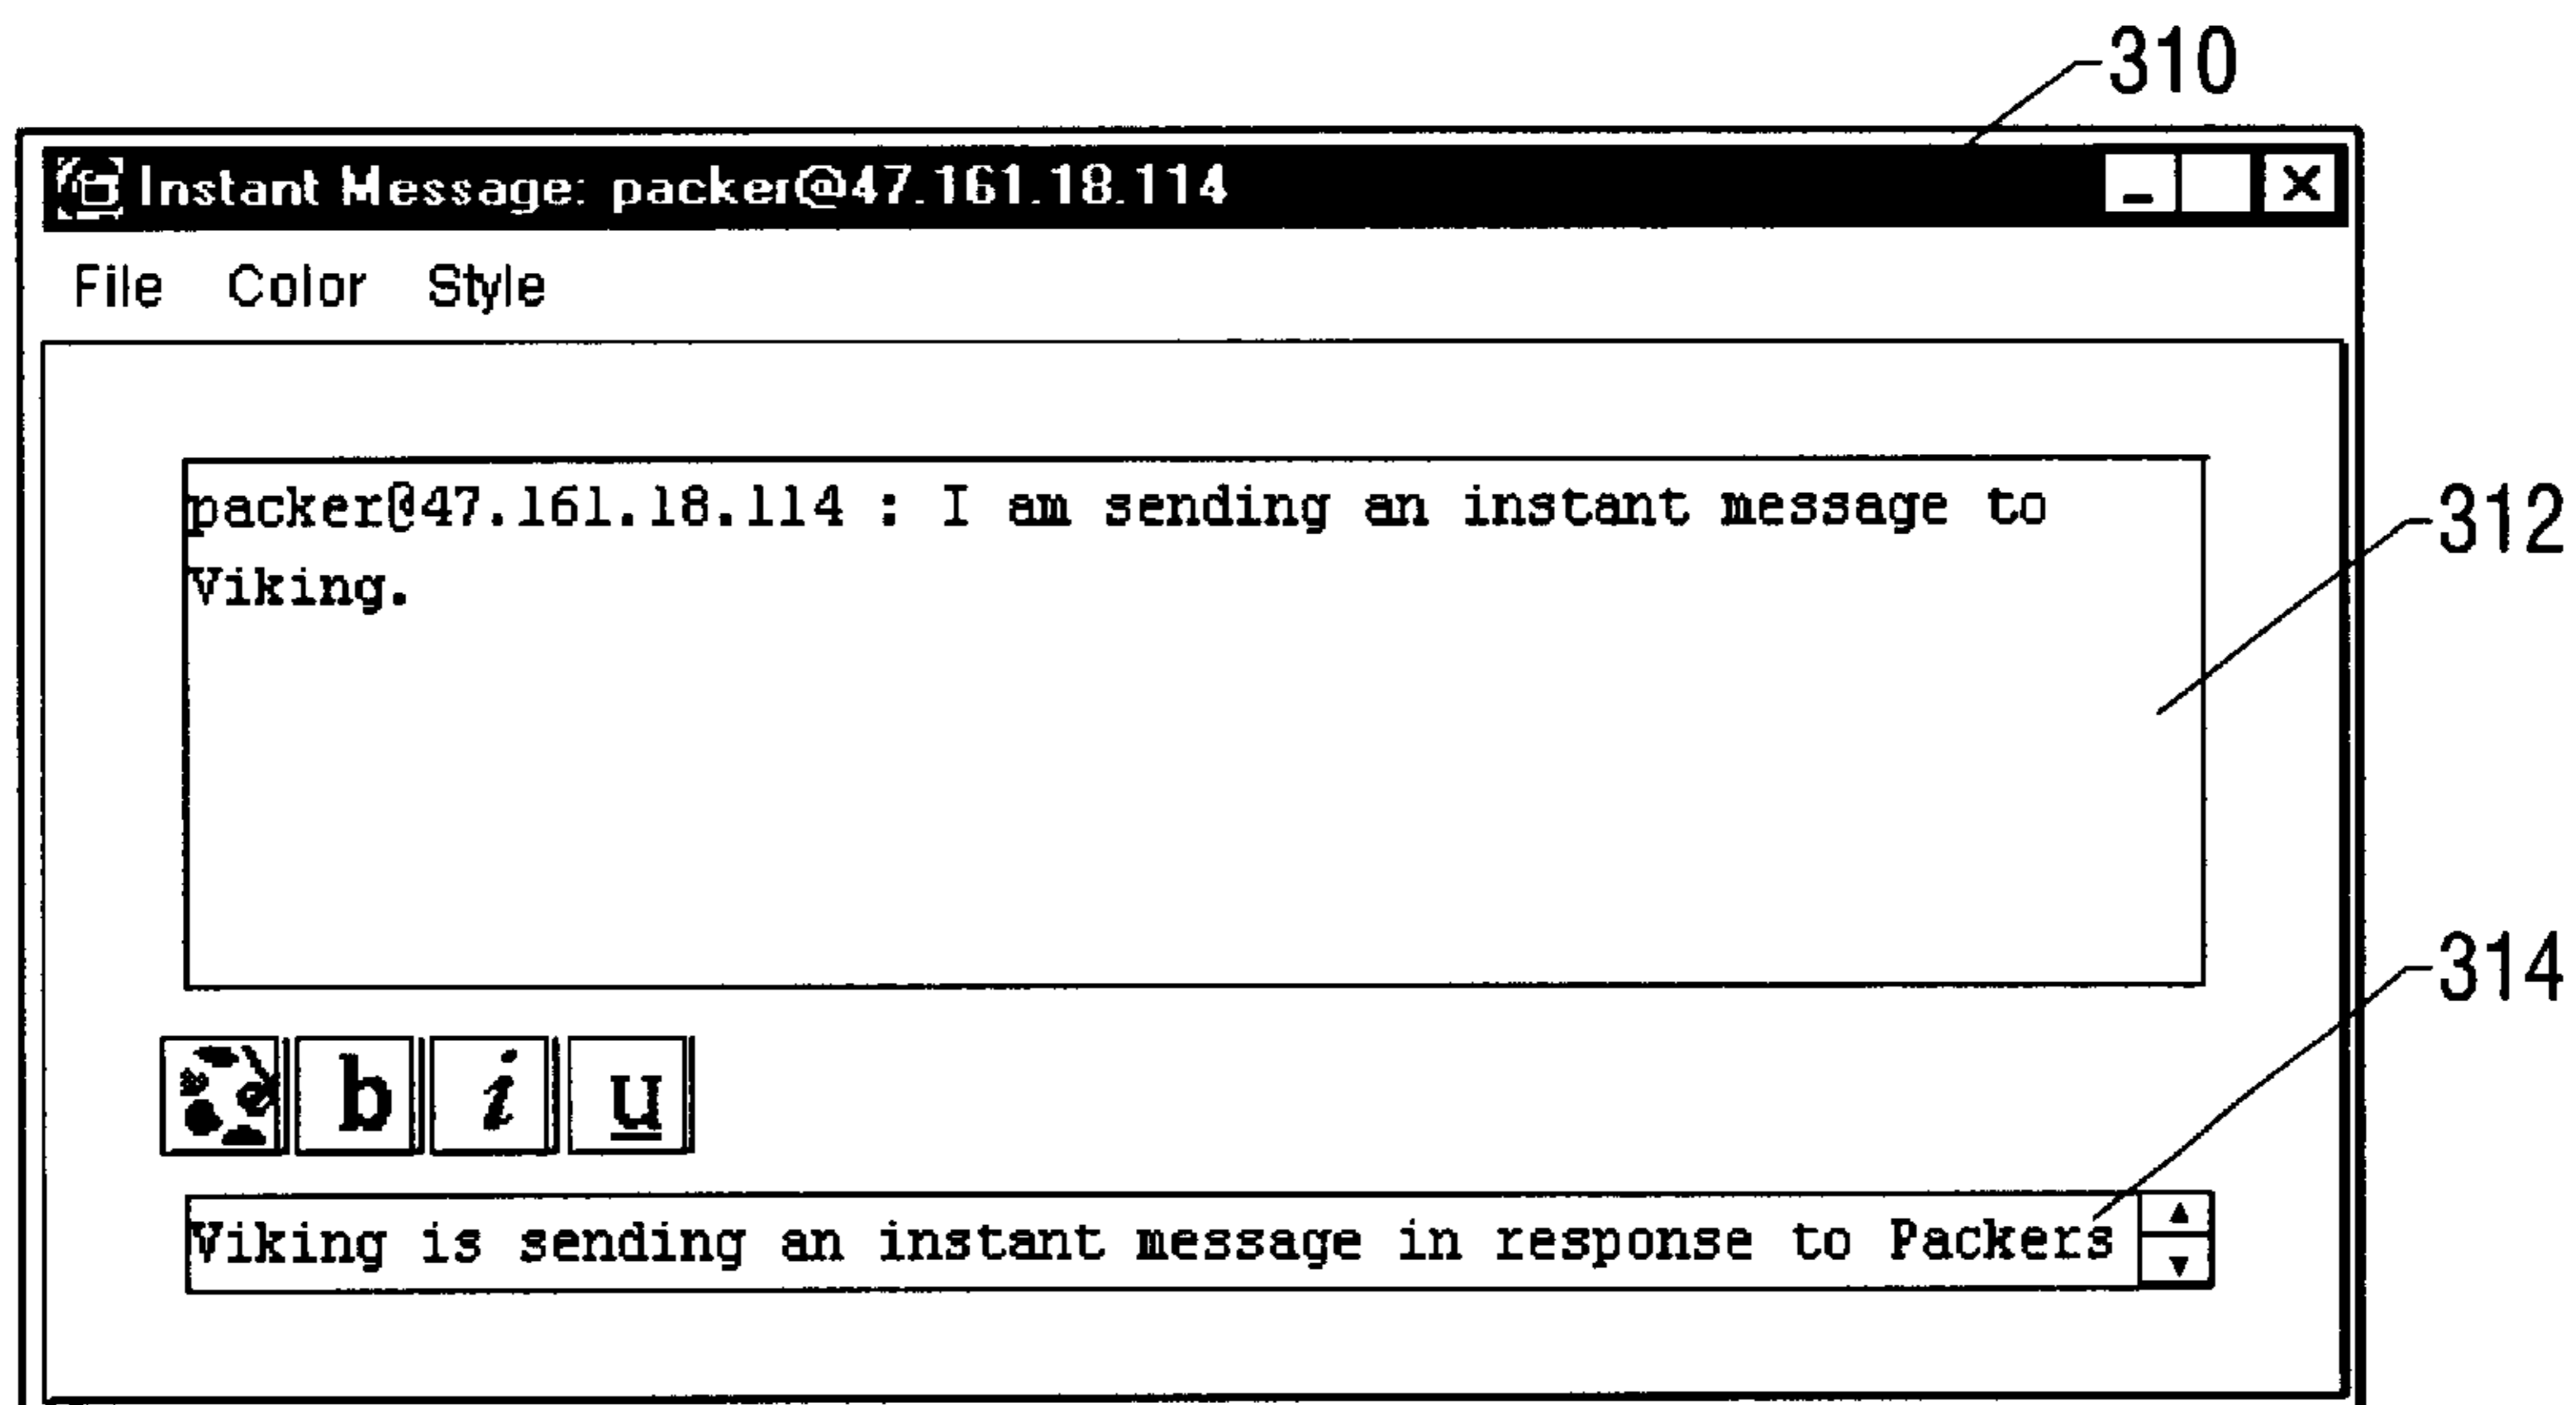 310
Instant Message: packer@47.161.18.114
File Color Style
packer@47.161.18.114 : I am sending an instant message to
Viking.
312
314
b i u
Viking is sending an instant message in response to Packers